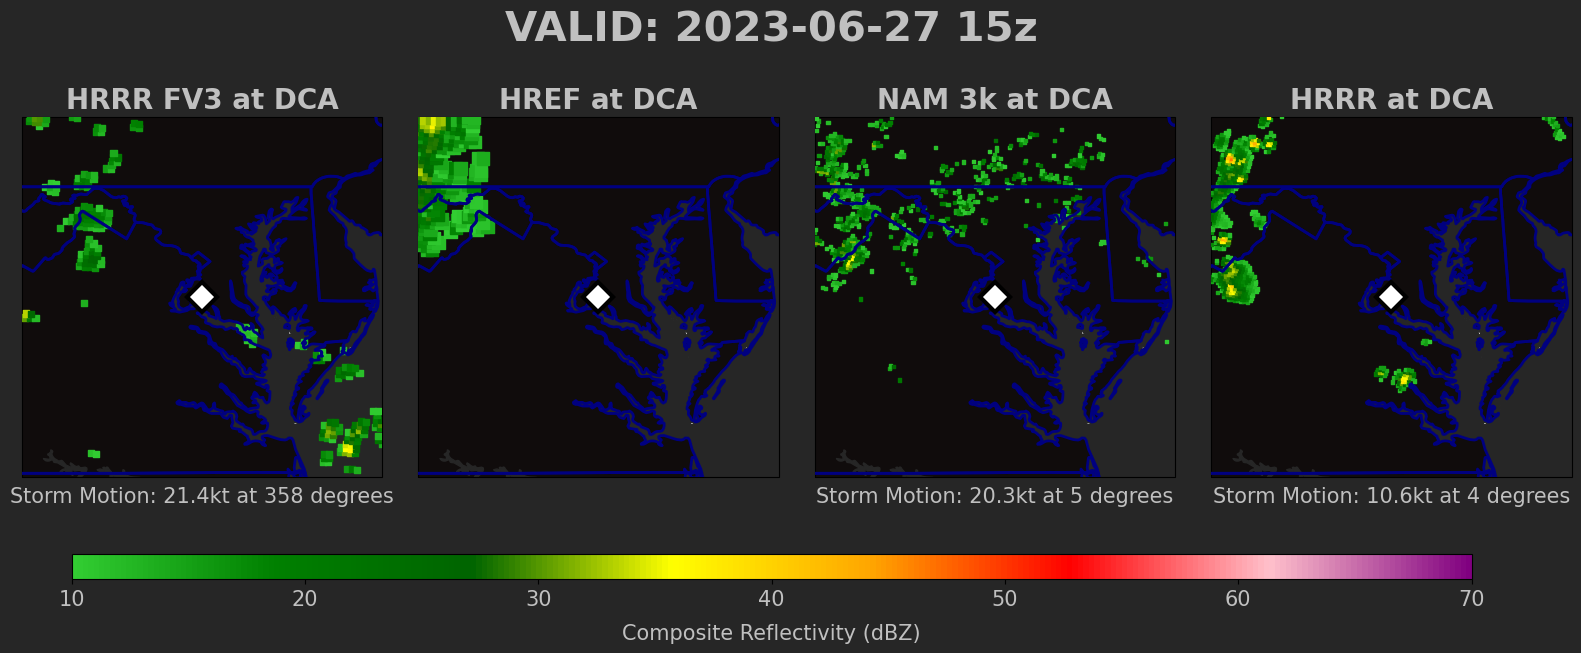 VALID: 2023-06-27 15z
HRRR FV3 at DCA
HREF at DCA
NAM 3k at DCA
HRRR at DCA
Storm Motion: 21.4kt at 358 degrees
Storm Motion: 20.3kt at 5 degrees
Storm Motion: 10.6kt at 4 degrees
10 20 30 40 50 60 70
Composite Reflectivity (dBZ)